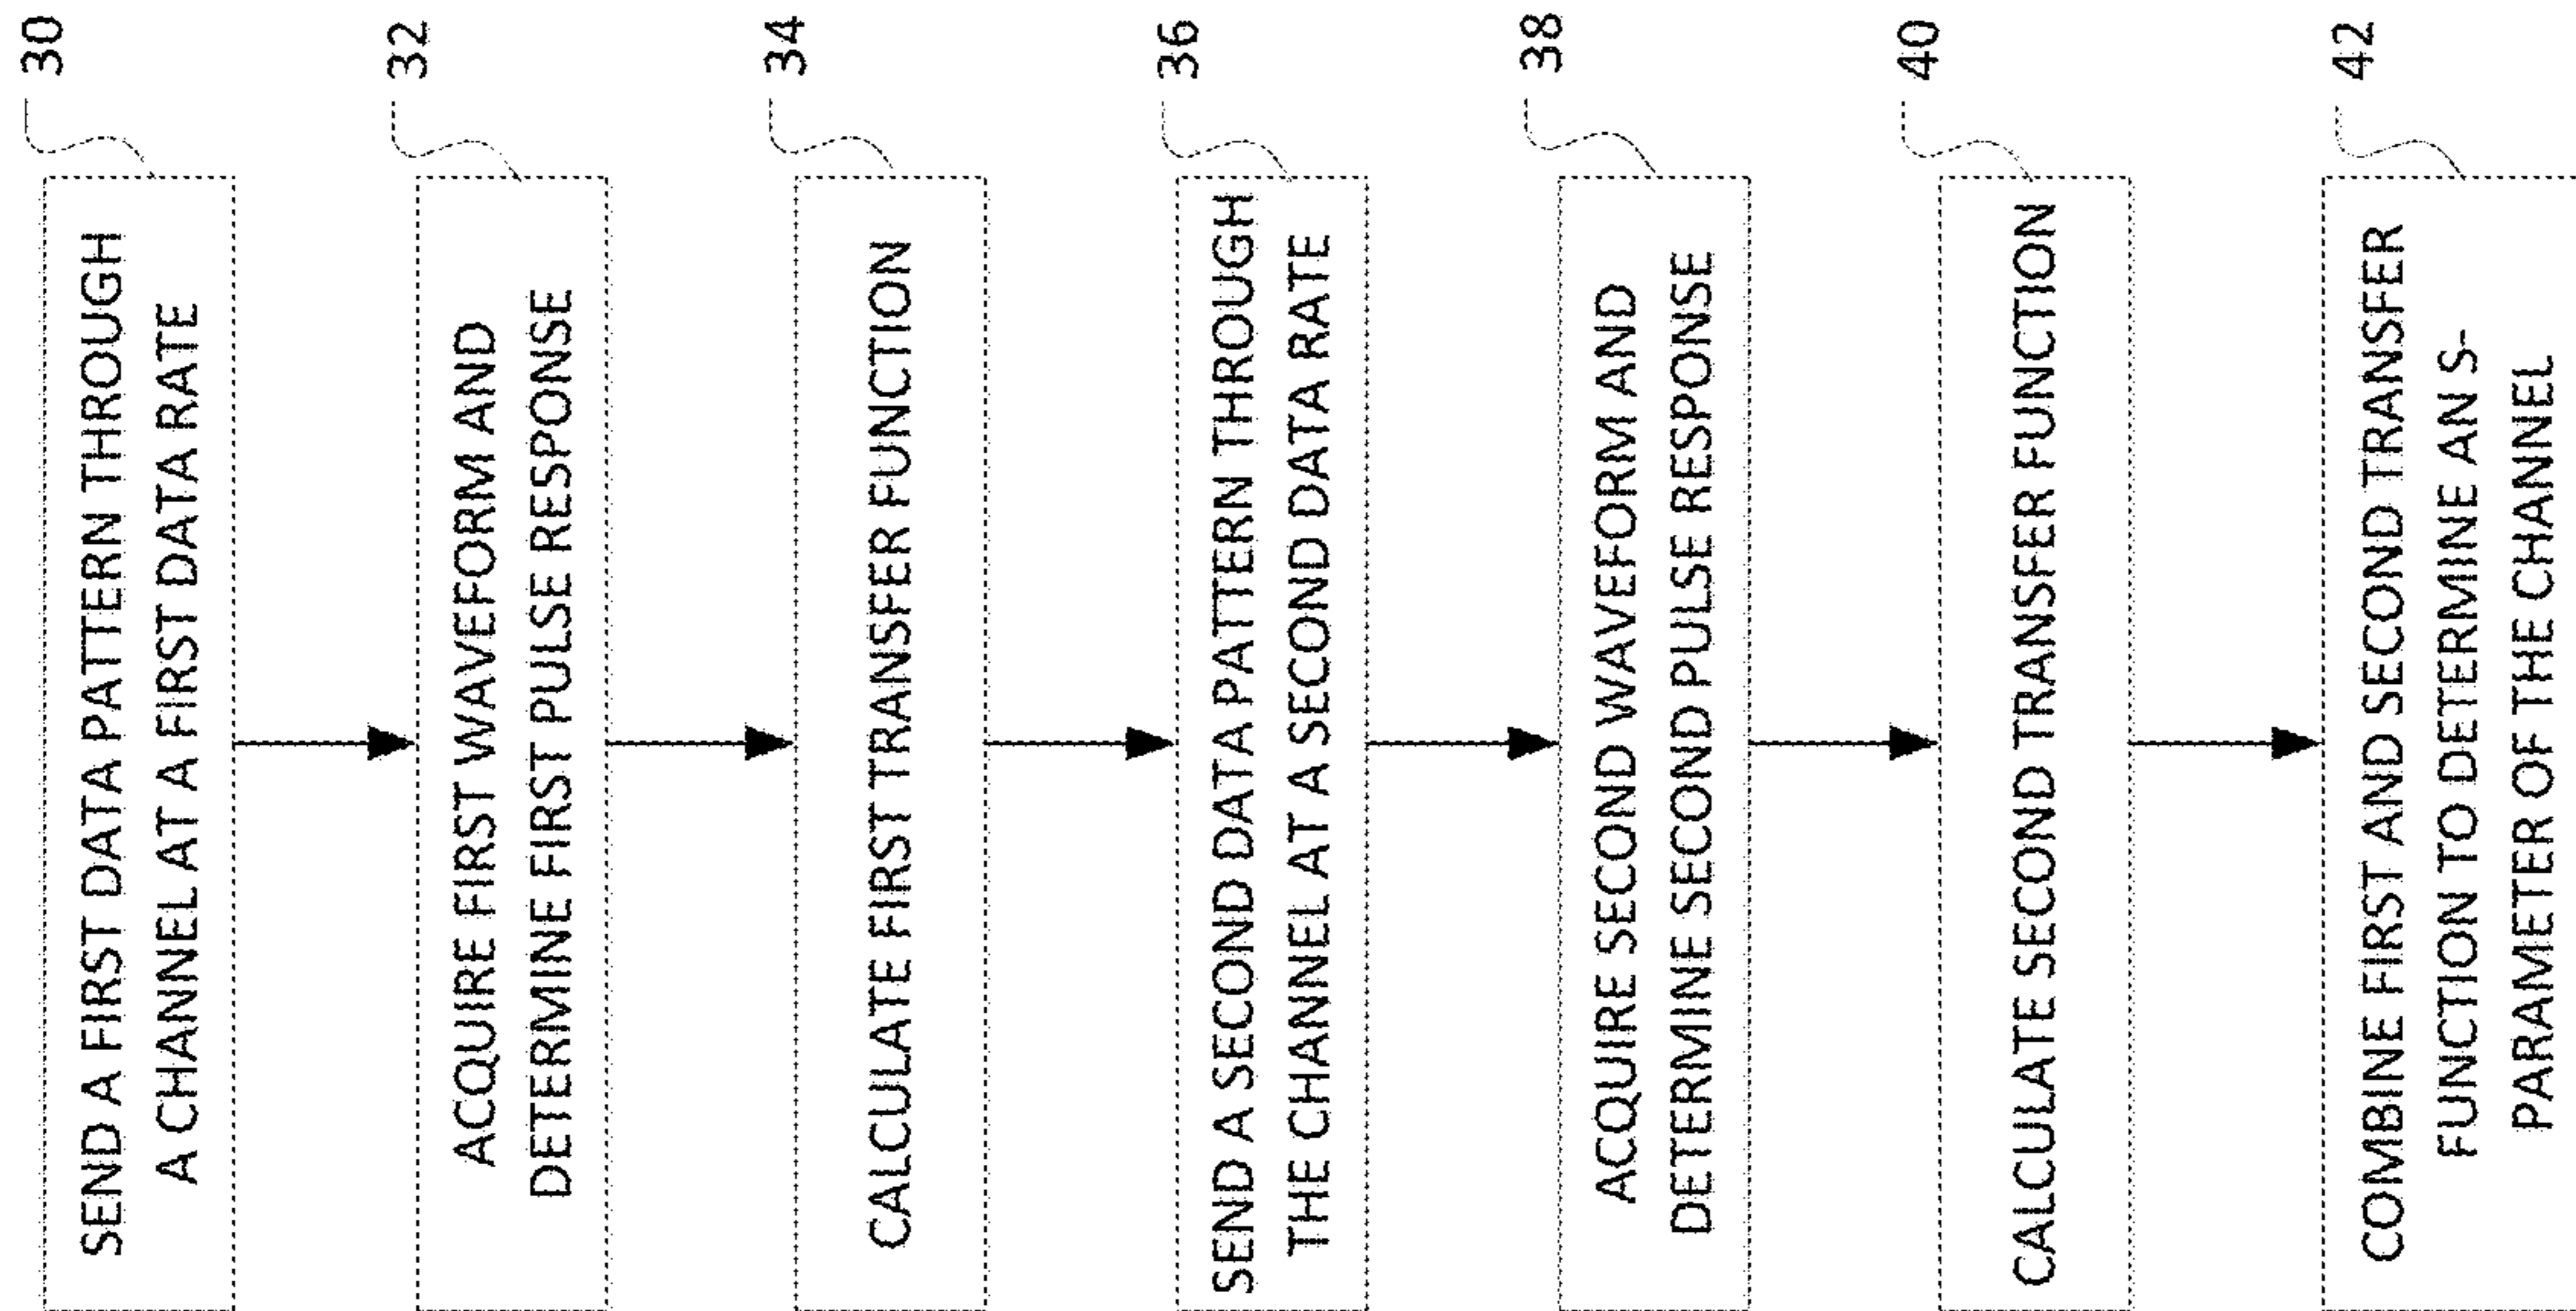 30
SEND A FIRST DATA PATTERN THROUGH
A CHANNEL AT A FIRST DATA RATE
32
ACQUIRE FIRST WAVEFORM AND
DETERMINE FIRST PULSE RESPONSE
34
CALCULATE FIRST TRANSFER FUNCTION
36
SEND A SECOND DATA PATTERN THROUGH
THE CHANNEL AT A SECOND DATA RATE
38
ACQUIRE SECOND WAVEFORM AND
DETERMINE SECOND PULSE RESPONSE
40
CALCULATE SECOND TRANSFER FUNCTION
42
COMBINE FIRST AND SECOND TRANSFER
FUNCTION TO DETERMINE AN S-
PARAMETER OF THE CHANNEL